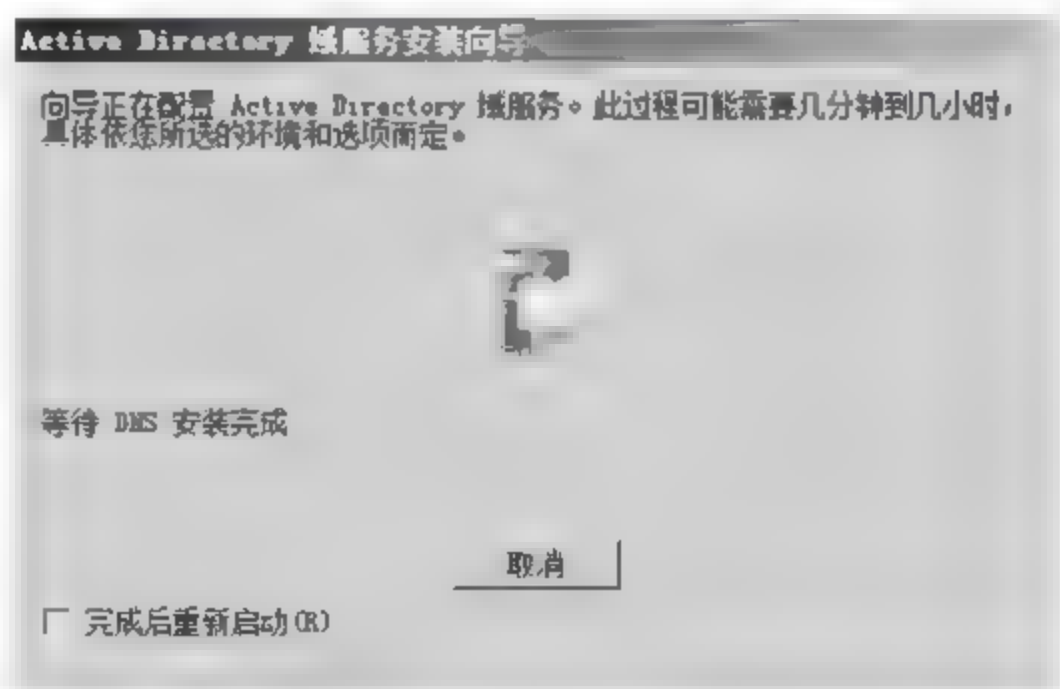 Active Directory 域服务安装向导
向导正在配置 Active Directory 域服务。此过程可能需要几分钟到几小时,
具体依您所选的环境和选项而定。
等待 DNS 安装完成
取消
完成后重新启动(R)